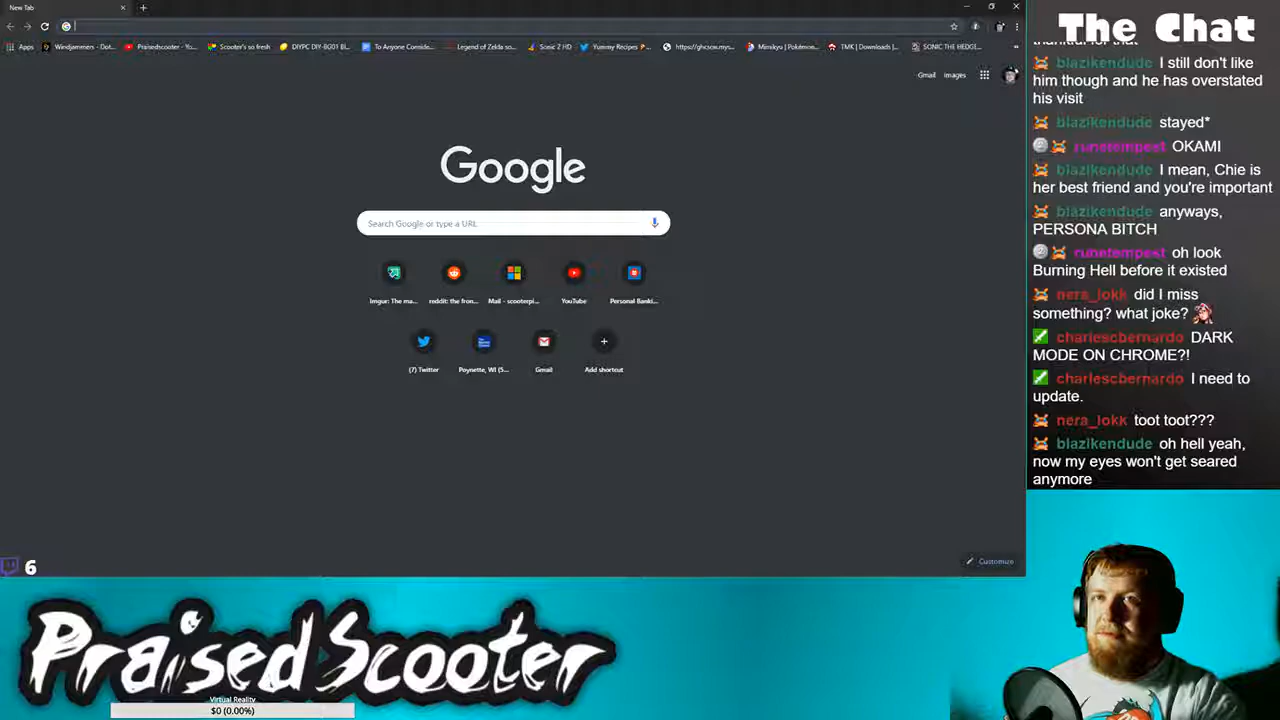 New Tab
Apps
Windjammers - Dot...
Praisedscooter - Yo...
Scooter's so fresh
DIYPC DIY-BG01 Bl...
To Anyone Conside...
Legend of Zelda so...
Sonic Z HD
Yummy Recipes P...
Minskyu | Pokémon...
TMK | Downloads |...
SONIC THE HEDGE...
Gmail Images
Google
Search Google or type a URL
Imgur: The ma...
reddit: the fron...
Mail - scooterpi...
YouTube
Personal Banki...
(7) Twitter
Poynette, WI (5...
Gmail
Add shortcut
Customize
6
PraisedScooter
Virtual Reality
$0 (0.00%)
The Chat
thankful for that
blazikendude I still don't like
him though and he has overstated
his visit
blazikendude stayed*
runetempest OKAMI
blazikendude I mean, Chie is
her best friend and you're important
blazikendude anyways,
PERSONA BITCH
runetempest oh look
Burning Hell before it existed
nera_lokk did I miss
something? what joke?
charlescbernardo DARK
MODE ON CHROME?!
charlescbernardo I need to
update.
nera_lokk toot toot???
blazikendude oh hell yeah,
now my eyes won't get seared
anymore